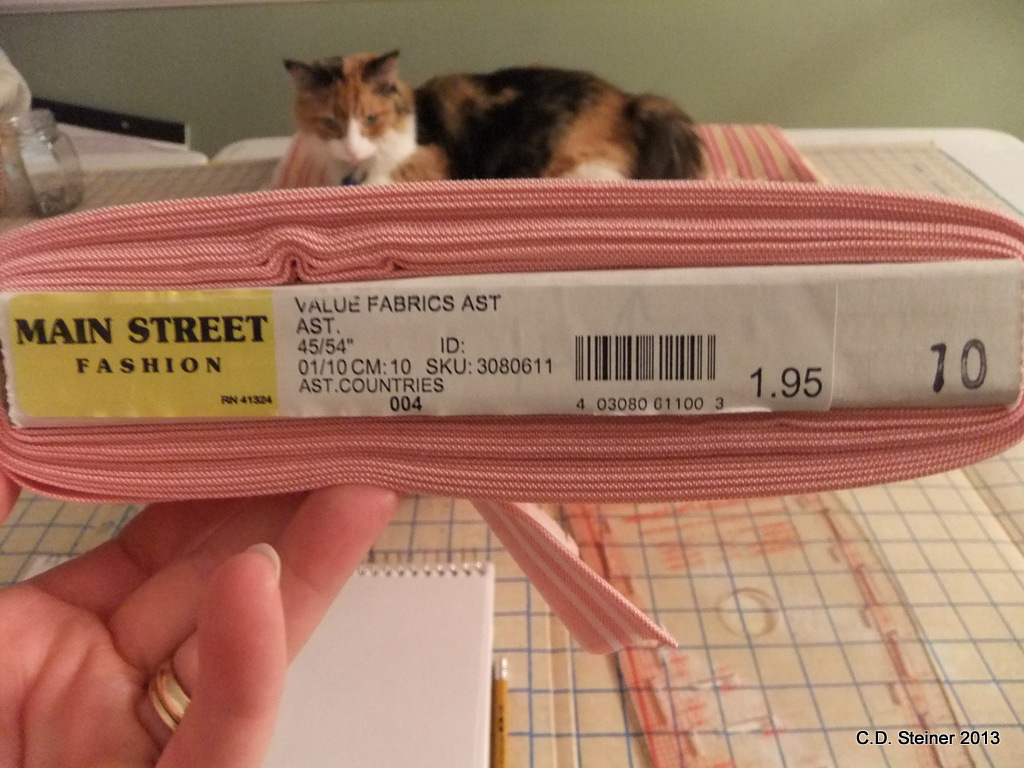 MAIN STREET
FASHION
RN 41324
VALUE FABRICS AST
AST.
45/54" ID:
01/10 CM: 10 SKU: 3080611
AST.COUNTRIES
004
4 03080 61100 3
1.95
10
C.D. Steiner 2013